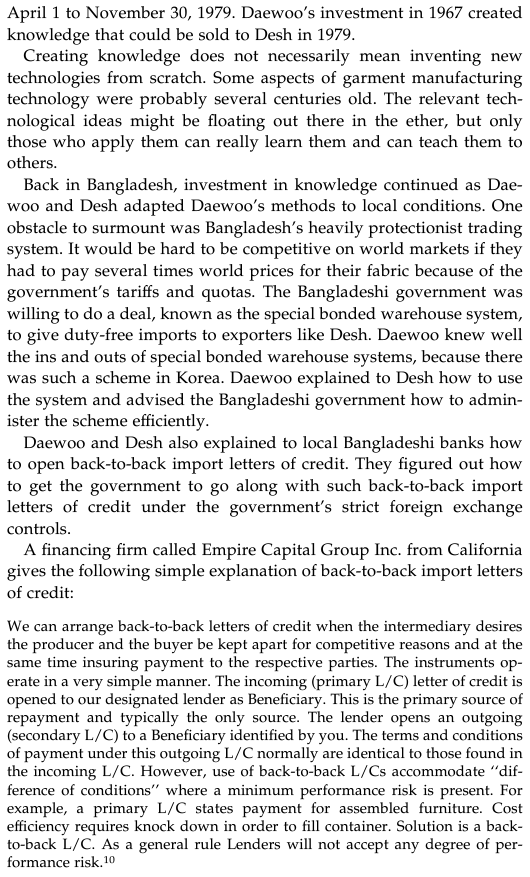 April 1 to November 30, 1979. Daewoo’s investment in 1967 created
knowledge that could be sold to Desh in 1979.
Creating knowledge does not necessarily mean inventing new
technologies from scratch. Some aspects of garment manufacturing
technology were probably several centuries old. The relevant tech-
nological ideas might be floating out there in the ether, but only
those who apply them can really learn them and can teach them to
others.
Back in Bangladesh, investment in knowledge continued as Dae-
woo and Desh adapted Daewoo’s methods to local conditions. One
obstacle to surmount was Bangladesh’s heavily protectionist trading
system. It would be hard to be competitive on world markets if they
had to pay several times world prices for their fabric because of the
government’s tariffs and quotas. The Bangladeshi government was
willing to do a deal, known as the special bonded warehouse system,
to give duty-free imports to exporters like Desh. Daewoo knew well
the ins and outs of special bonded warehouse systems, because there
was such a scheme in Korea. Daewoo explained to Desh how to use
the system and advised the Bangladeshi government how to admin-
ister the scheme efficiently.
Daewoo and Desh also explained to local Bangladeshi banks how
to open back-to-back import letters of credit. They figured out how
to get the government to go along with such back-to-back import
letters of credit under the government’s strict foreign exchange
controls.
A financing firm called Empire Capital Group Inc. from California
gives the following simple explanation of back-to-back import letters
of credit:
We can arrange back-to-back letters of credit when the intermediary desires
the producer and the buyer be kept apart for competitive reasons and at the
same time insuring payment to the respective parties. The instruments op-
erate in a very simple manner. The incoming (primary L/C) letter of credit is
opened to our designated lender as Beneficiary. This is the primary source of
repayment and typically the only source. The lender opens an outgoing
(secondary L/C) to a Beneficiary identified by you. The terms and conditions
of payment under this outgoing L/C normally are identical to those found in
the incoming L/C. However, use of back-to-back L/Cs accommodate ‘‘dif-
ference of conditions’’ where a minimum performance risk is present. For
example, a primary L/C states payment for assembled furniture. Cost
efficiency requires knock down in order to fill container. Solution is a back-
to-back L/C. As a general rule Lenders will not accept any degree of per-
formance risk.10